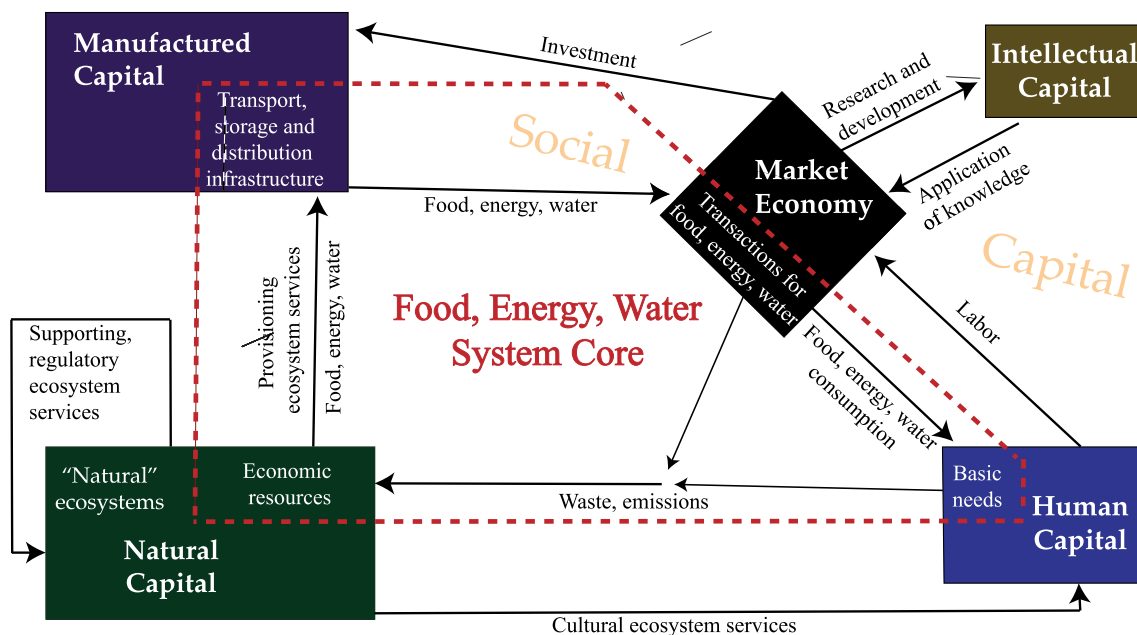 Manufactured
Capital
Transport,
storage and
distribution
infrastructure
Investment
Social
Research and
development
Intellectual
Capital
Application
of knowledge
Capital
Market
Economy
Transactions for
food, energy, water
Food, energy, water
Provisioning
ecosystem services
Food, energy, water
Food, Energy, Water
System Core
Labor
Food, energy, water
consumption
Supporting,
regulatory
ecosystem
services
“Natural”
ecosystems
Economic
resources
Natural
Capital
Waste, emissions
Basic
needs
Human
Capital
Cultural ecosystem services